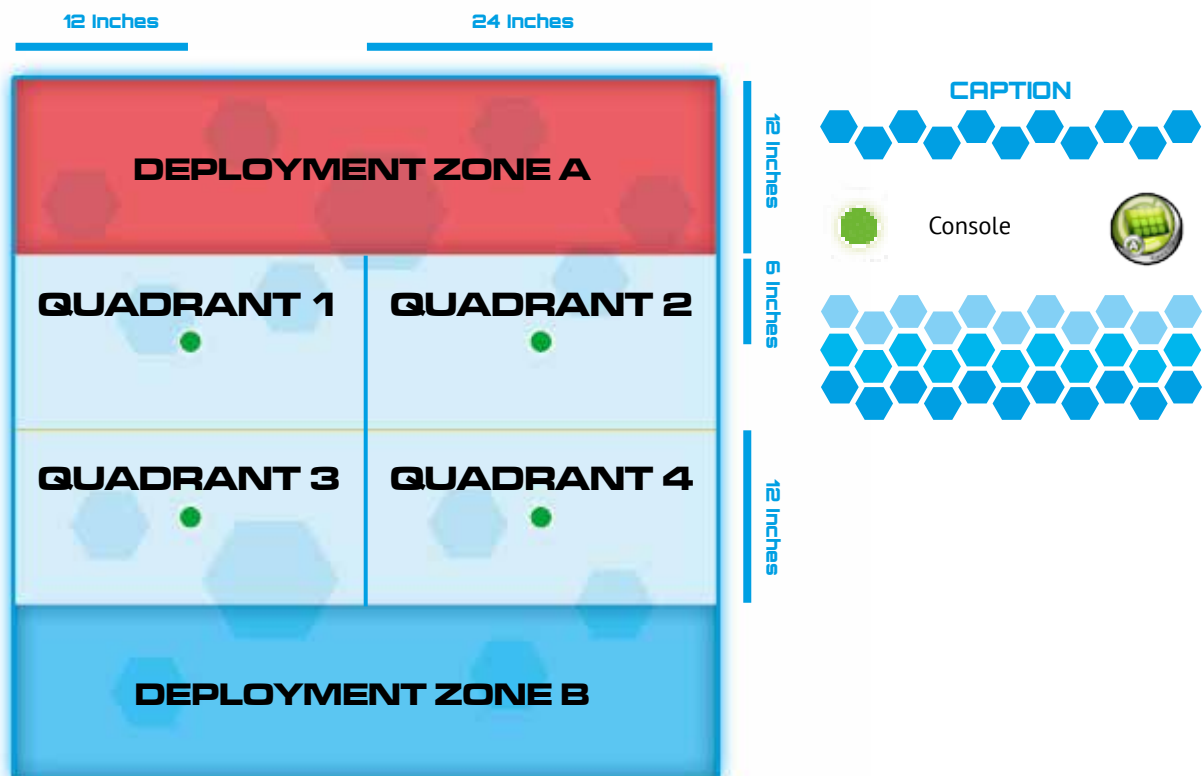 12 Inches
24 Inches
DEPLOYMENT ZONE A
12 Inches
CAPTION
Console
6 Inches
QUADRANT 1
QUADRANT 2
QUADRANT 3
QUADRANT 4
12 Inches
DEPLOYMENT ZONE B